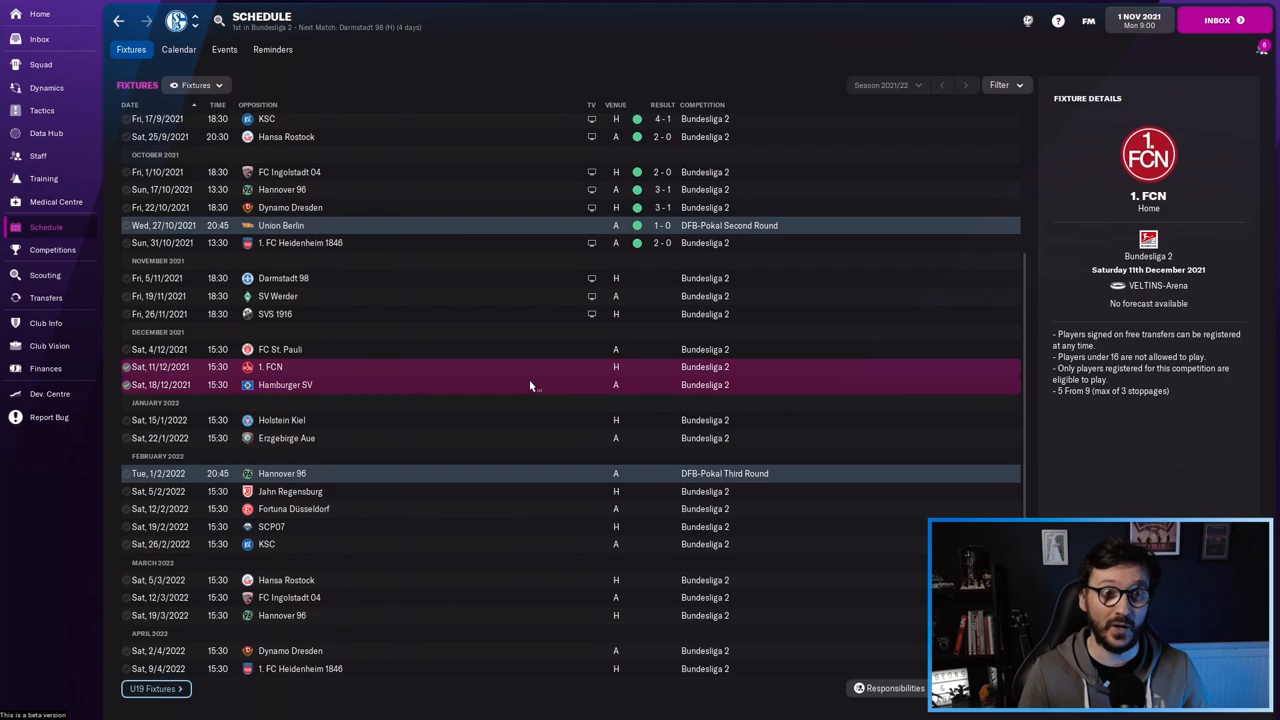 Home
Inbox
Squad
Dynamics
Tactics
Data Hub
Staff
Training
Medical Centre
Schedule
Competitions
Scouting
Transfers
Club Info
Club Vision
Finances
Dev. Centre
Report Bug
This is a beta version
SCHEDULE
1st in Bundesliga 2 - Next Match: Darmstadt 98 (H) (4 days)
FM
1 NOV 2021
Mon 9:00
INBOX
6
Fixtures Calendar Events Reminders
FIXTURES Fixtures Season 2021/22 Filter
DATE TIME OPPOSITION TV VENUE RESULT COMPETITION
Fri, 17/9/2021 18:30 KSC H 4 - 1 Bundesliga 2
Sat, 25/9/2021 20:30 Hansa Rostock A 2 - 0 Bundesliga 2
OCTOBER 2021
Fri, 1/10/2021 18:30 FC Ingolstadt 04 H 2 - 0 Bundesliga 2
Sun, 17/10/2021 13:30 Hannover 96 A 3 - 1 Bundesliga 2
Fri, 22/10/2021 18:30 Dynamo Dresden H 3 - 1 Bundesliga 2
Wed, 27/10/2021 20:45 Union Berlin A 1 - 0 DFB-Pokal Second Round
Sun, 31/10/2021 13:30 1. FC Heidenheim 1846 A 2 - 0 Bundesliga 2
NOVEMBER 2021
Fri, 5/11/2021 18:30 Darmstadt 98 H Bundesliga 2
Fri, 19/11/2021 18:30 SV Werder A Bundesliga 2
Fri, 26/11/2021 18:30 SVS 1916 H Bundesliga 2
DECEMBER 2021
Sat, 4/12/2021 15:30 FC St. Pauli A Bundesliga 2
Sat, 11/12/2021 15:30 1. FCN H Bundesliga 2
Sat, 18/12/2021 15:30 Hamburger SV A Bundesliga 2
JANUARY 2022
Sat, 15/1/2022 15:30 Holstein Kiel H Bundesliga 2
Sat, 22/1/2022 15:30 Erzgebirge Aue A Bundesliga 2
FEBRUARY 2022
Tue, 1/2/2022 20:45 Hannover 96 A DFB-Pokal Third Round
Sat, 5/2/2022 15:30 Jahn Regensburg H Bundesliga 2
Sat, 12/2/2022 15:30 Fortuna Düsseldorf A Bundesliga 2
Sat, 19/2/2022 15:30 SCP07 H Bundesliga 2
Sat, 26/2/2022 15:30 KSC A Bundesliga 2
MARCH 2022
Sat, 5/3/2022 15:30 Hansa Rostock H Bundesliga 2
Sat, 12/3/2022 15:30 FC Ingolstadt 04 A Bundesliga 2
Sat, 19/3/2022 15:30 Hannover 96 H Bundesliga 2
APRIL 2022
Sat, 2/4/2022 15:30 Dynamo Dresden A Bundesliga 2
Sat, 9/4/2022 15:30 1. FC Heidenheim 1846 H Bundesliga 2
U19 Fixtures
Responsibilities
FIXTURE DETAILS
1.
FCN
1. FCN
Home
Bundesliga 2
Saturday 11th December 2021
VELTINS-Arena
No forecast available
- Players signed on free transfers can be registered
at any time.
- Players under 16 are not allowed to play.
- Only players registered for this competition are
eligible to play.
- 5 From 9 (max of 3 stoppages)